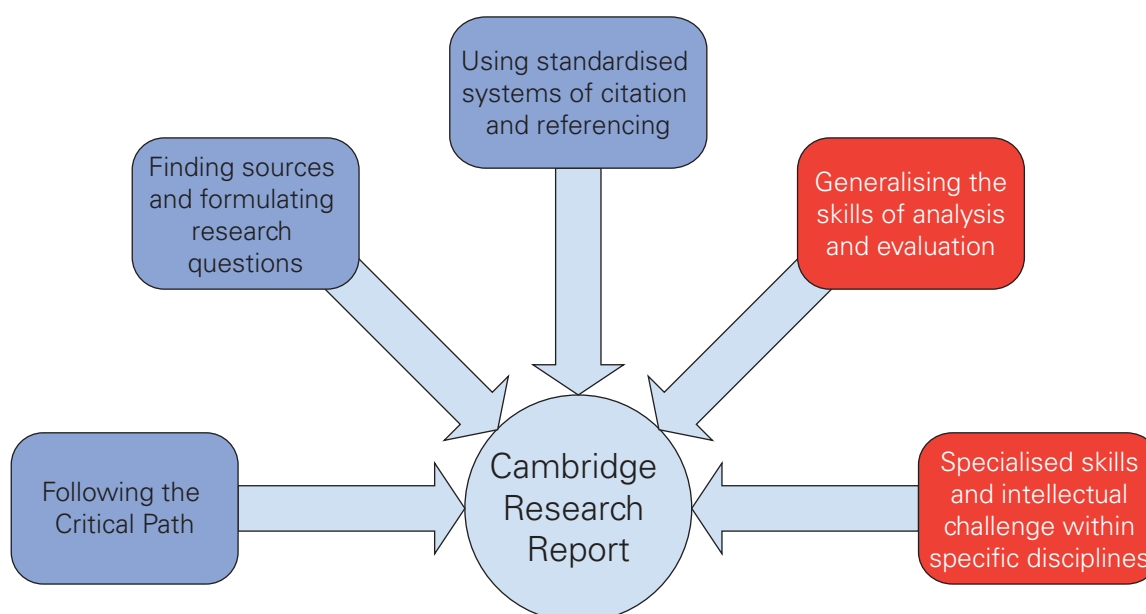 Using standardised
systems of citation
and referencing
Finding sources
and formulating
research
questions
Generalising the
skills of analysis
and evaluation
Following the
Critical Path
Cambridge
Research
Report
Specialised skills
and intellectual
challenge within
specific disciplines